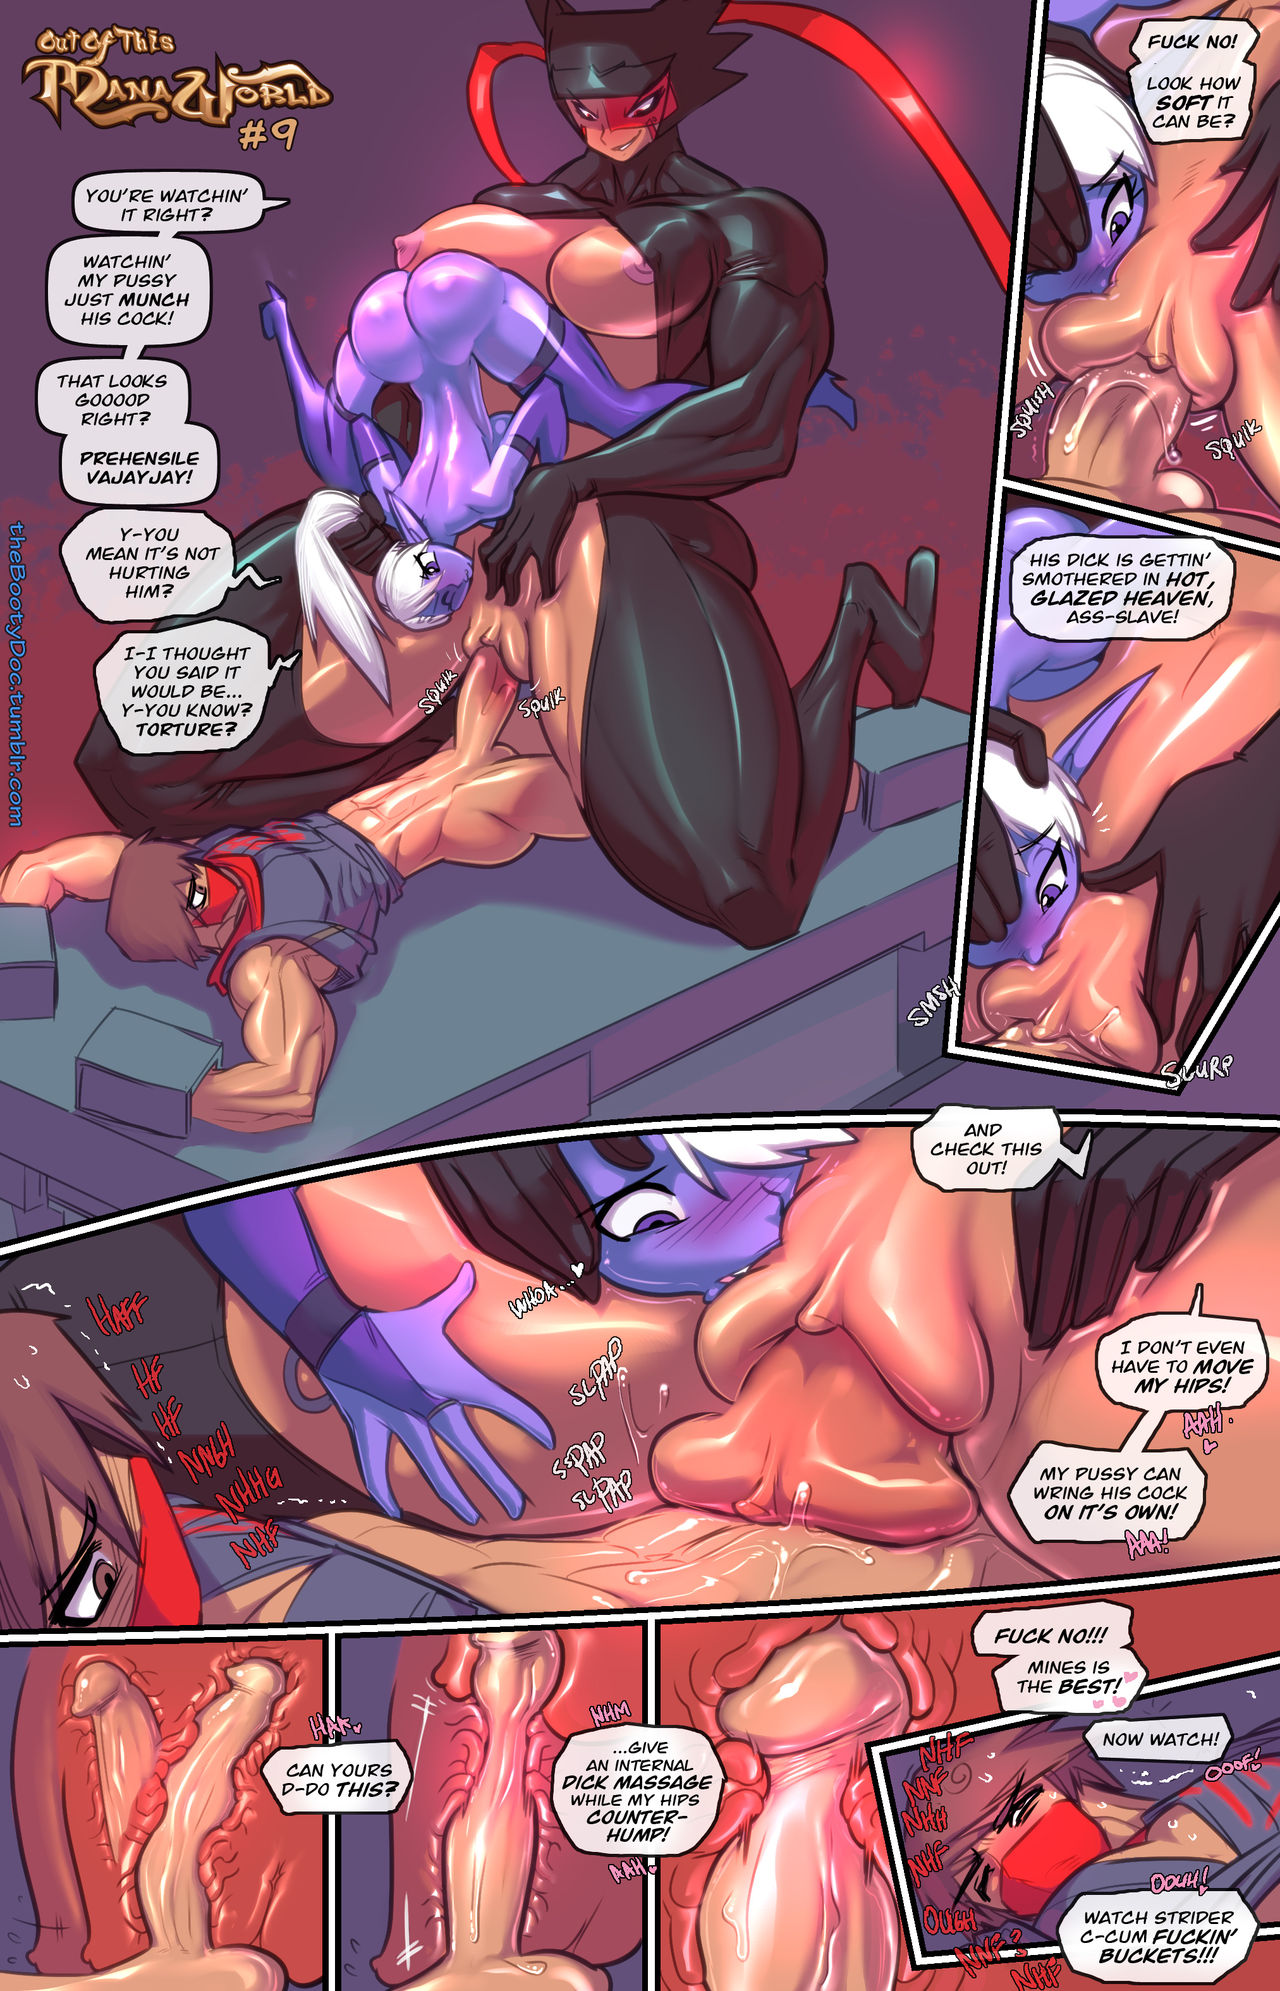 Out Of This
Mana World
#9
YOU'RE WATCHIN'
IT RIGHT?
WATCHIN'
MY PUSSY
JUST MUNCH
HIS COCK!
THAT LOOKS
GOOOOD
RIGHT?
PREHENSILE
VAJAYJAY!
Y-YOU
MEAN IT'S NOT
HURTING
HIM?
I-I THOUGHT
YOU SAID IT
WOULD BE...
Y-YOU KNOW?
TORTURE?
SQUIK
SQUIK
theBootyDoc.tumblr.com
FUCK NO!
LOOK HOW
SOFT IT
CAN BE?
SQUISH
SQUIK
HIS DICK IS GETTIN'
SMOTHERED IN HOT,
GLAZED HEAVEN,
ASS-SLAVE!
SMSH
SLURP
AND
CHECK THIS
OUT!
WHOA...
I DON'T EVEN
HAVE TO MOVE
MY HIPS!
AAH.
MY PUSSY CAN
WRING HIS COCK
ON IT'S OWN!
AAA!
SLPAP
SSPAP
SLPAP
HAFF
HF
HF
NNGH
NHHG
NHF
HAA
CAN YOURS
D-DO THIS?
NHM
...GIVE
AN INTERNAL
DICK MASSAGE
WHILE MY HIPS
COUNTER-
HUMP!
AAH
FUCK NO!!!
MINES IS
THE BEST!
NOW WATCH!
OOOF!
NHF
NNF
NHH
NHF
OUGH
NNF?
NHF
OOUH!
WATCH STRIDER
C-CUM FUCKIN'
BUCKETS!!!